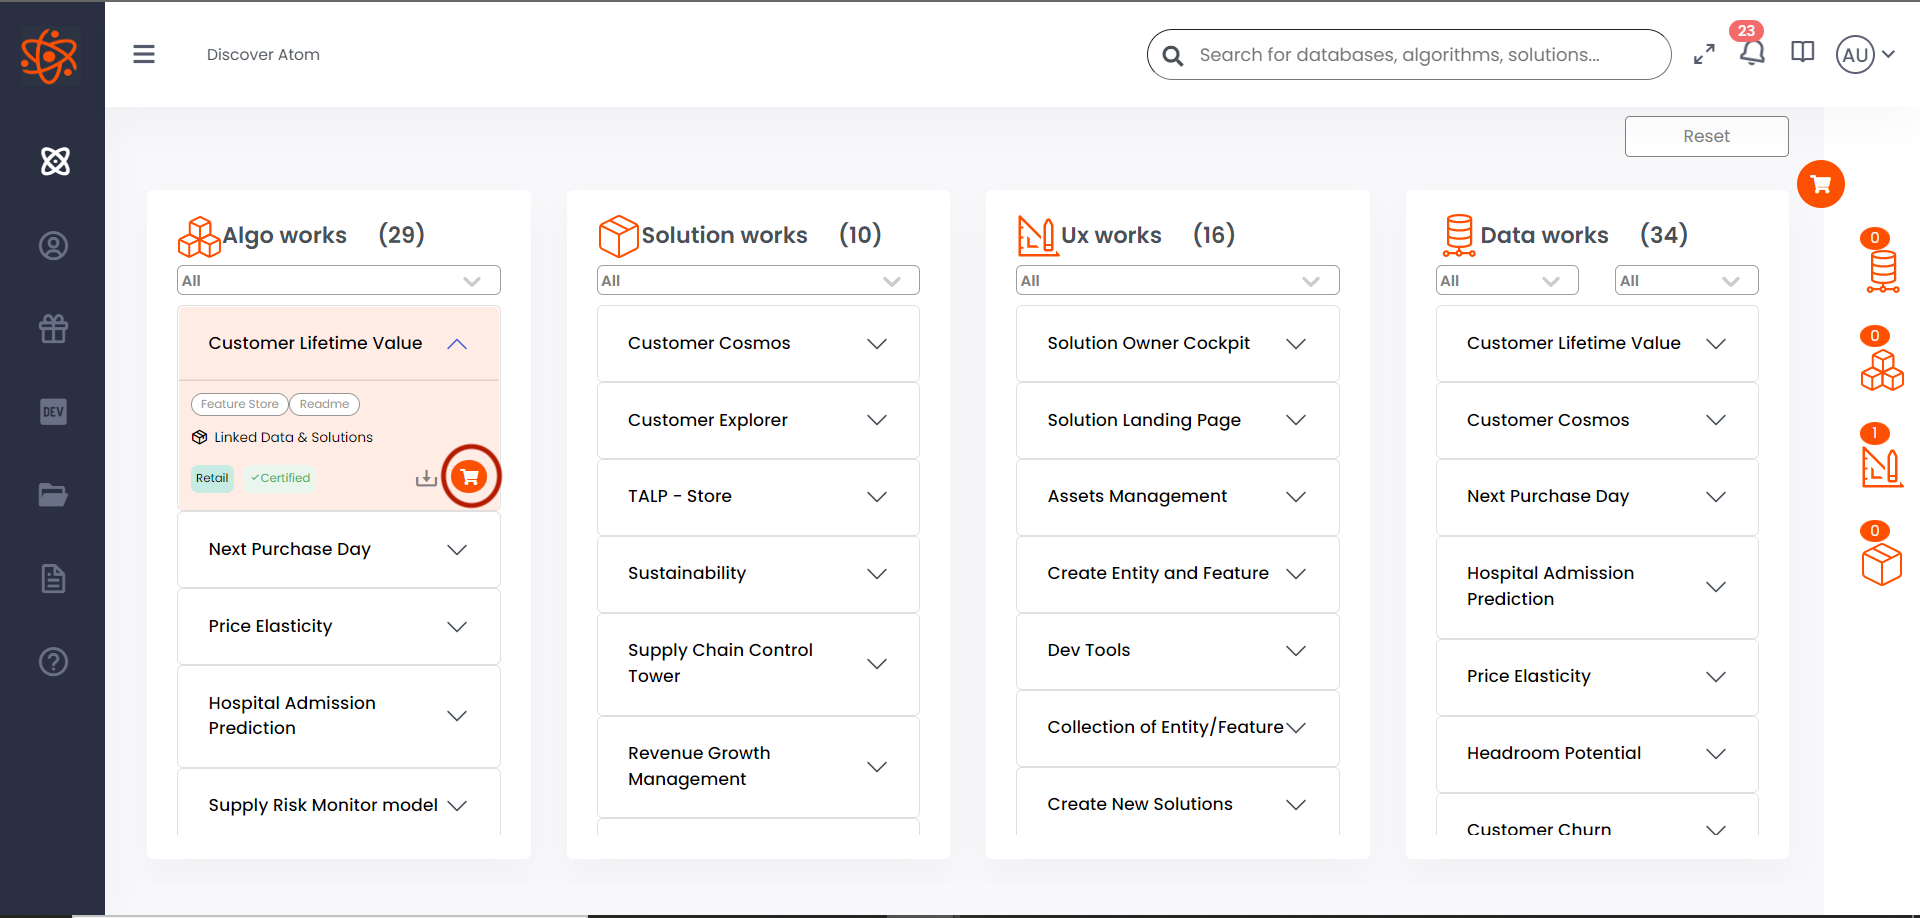 Discover Atom
Search for databases, algorithms, solutions...
23
AU
Reset
Algo works (29)
All
Customer Lifetime Value
Feature Store
Readme
Linked Data & Solutions
Retail
Certified
Next Purchase Day
Price Elasticity
Hospital Admission
Prediction
Supply Risk Monitor model
Solution works (10)
All
Customer Cosmos
Customer Explorer
TALP - Store
Sustainability
Supply Chain Control
Tower
Revenue Growth
Management
Ux works (16)
All
Solution Owner Cockpit
Solution Landing Page
Assets Management
Create Entity and Feature
Dev Tools
Collection of Entity/Feature
Create New Solutions
Data works (34)
All
All
Customer Lifetime Value
Customer Cosmos
Next Purchase Day
Hospital Admission
Prediction
Price Elasticity
Headroom Potential
Customer Churn
0
0
1
0
DEV